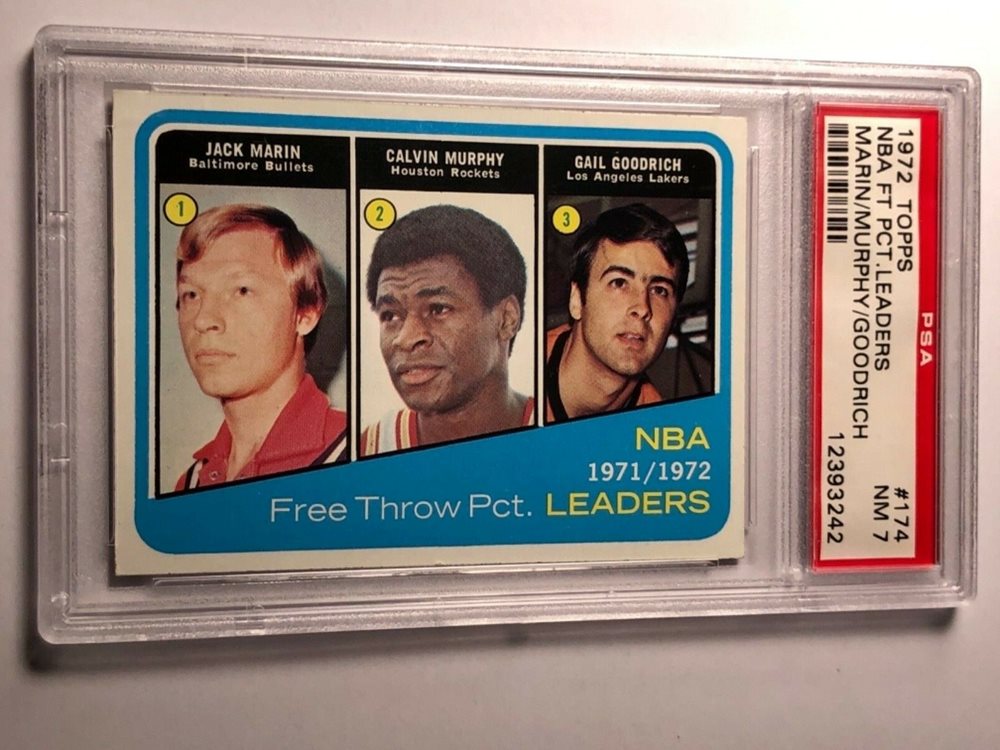 JACK MARIN
Baltimore Bullets
1
CALVIN MURPHY
Houston Rockets
2
GAIL GOODRICH
Los Angeles Lakers
3
NBA
1971/1972
Free Throw Pct. LEADERS
PSA
1972 TOPPS #174
NBA FT PCT.LEADERS NM 7
MARIN/MURPHY/GOODRICH
12393242